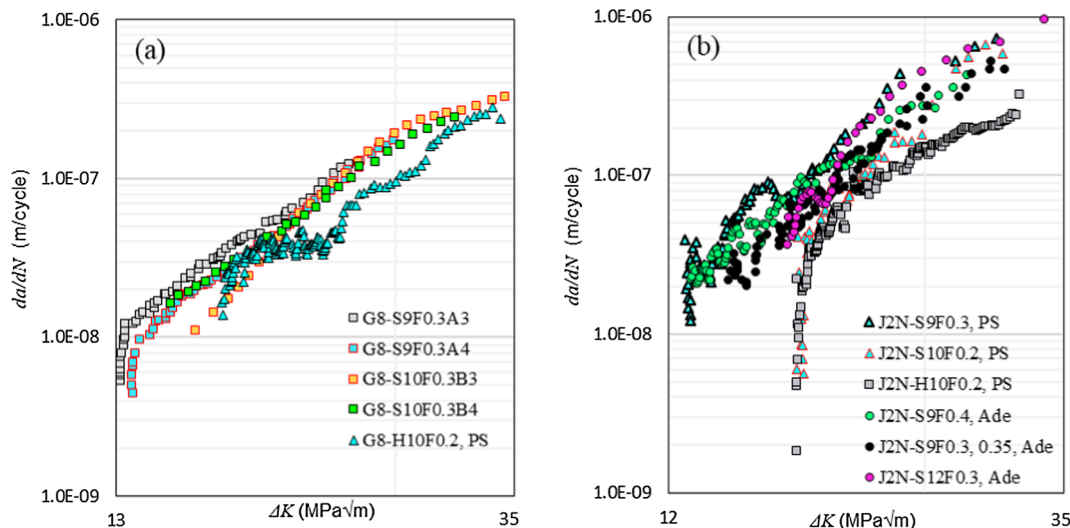 (a)
1.0E-06
1.0E-07
1.0E-08
1.0E-09
da/dN (m/cycle)
G8-S9F0.3A3
G8-S9F0.3A4
G8-S10F0.3B3
G8-S10F0.3B4
G8-H10F0.2, PS
13
ΔK (MPa√m)
35
(b)
1.0E-06
1.0E-07
1.0E-08
1.0E-09
da/dN (m/cycle)
J2N-S9F0.3, PS
J2N-S10F0.2, PS
J2N-H10F0.2, PS
J2N-S9F0.4, Ade
J2N-S9F0.3, 0.35, Ade
J2N-S12F0.3, Ade
12
ΔK (MPa√m)
35